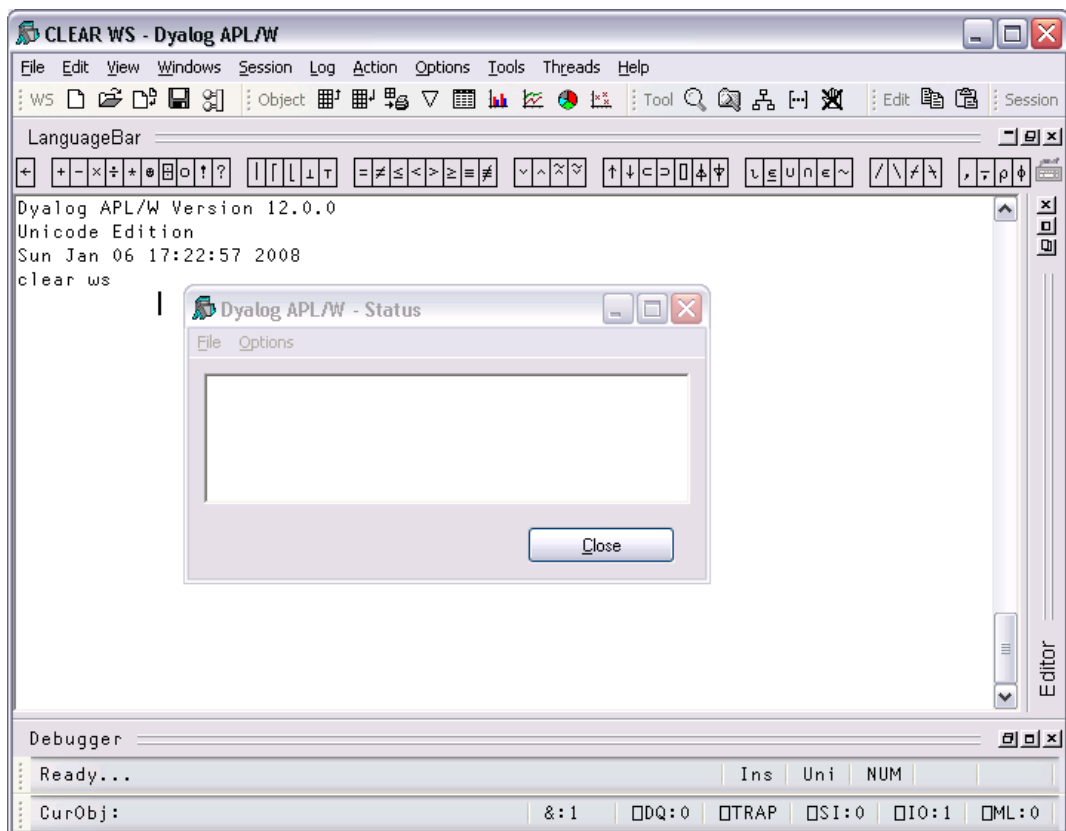 CLEAR WS - Dyalog APL/W
File Edit View Windows Session Log Action Options Tools Threads Help
WS Object Tool Edit Session
LanguageBar
← + - × ÷ * ⍟ ⌹ ○ ! ? | ⌈ ⌊ ⊥ ⊤ = ≠ ≤ < > ≥ ≡ ≢ ∨ ∧ ⍲ ⍱ ↑ ↓ ⊂ ⊃ ⌷ ⍋ ⍒ ⍳ ⍷ ∪ ∩ ∊ ~ / \ ⌿ ⍀ , ⍪ ⍴ ⌽
Dyalog APL/W Version 12.0.0
Unicode Edition
Sun Jan 06 17:22:57 2008
clear ws
Dyalog APL/W - Status
File Options
Close
Editor
Debugger
Ready... Ins Uni NUM
CurObj: &:1 ⎕DQ:0 ⎕TRAP ⎕SI:0 ⎕IO:1 ⎕ML:0